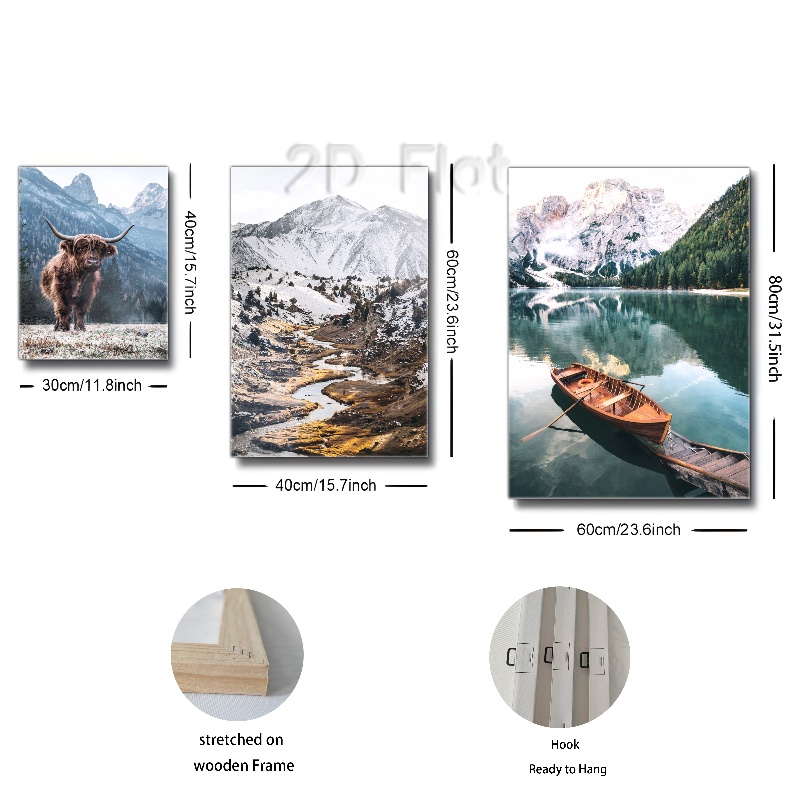 2D Flat
40cm/15.7inch
30cm/11.8inch
60cm/23.6inch
40cm/15.7inch
80cm/31.5inch
60cm/23.6inch
stretched on
wooden Frame
Hook
Ready to Hang